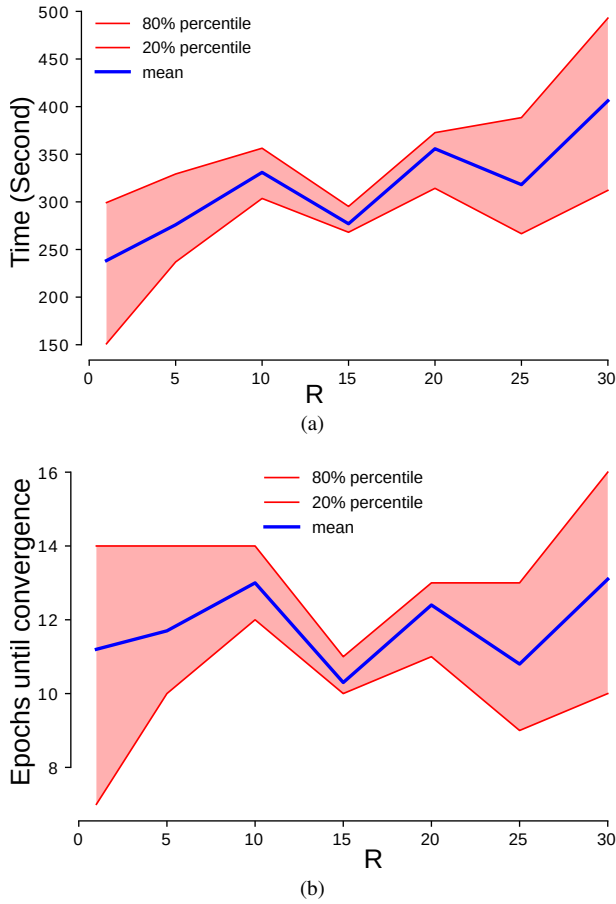 500
80% percentile
20% percentile
mean
450
400
350
300
250
200
150
Time (Second)
0 5 10 15 20 25 30
R
(a)
16
80% percentile
20% percentile
mean
14
12
10
8
Epochs until convergence
0 5 10 15 20 25 30
R
(b)